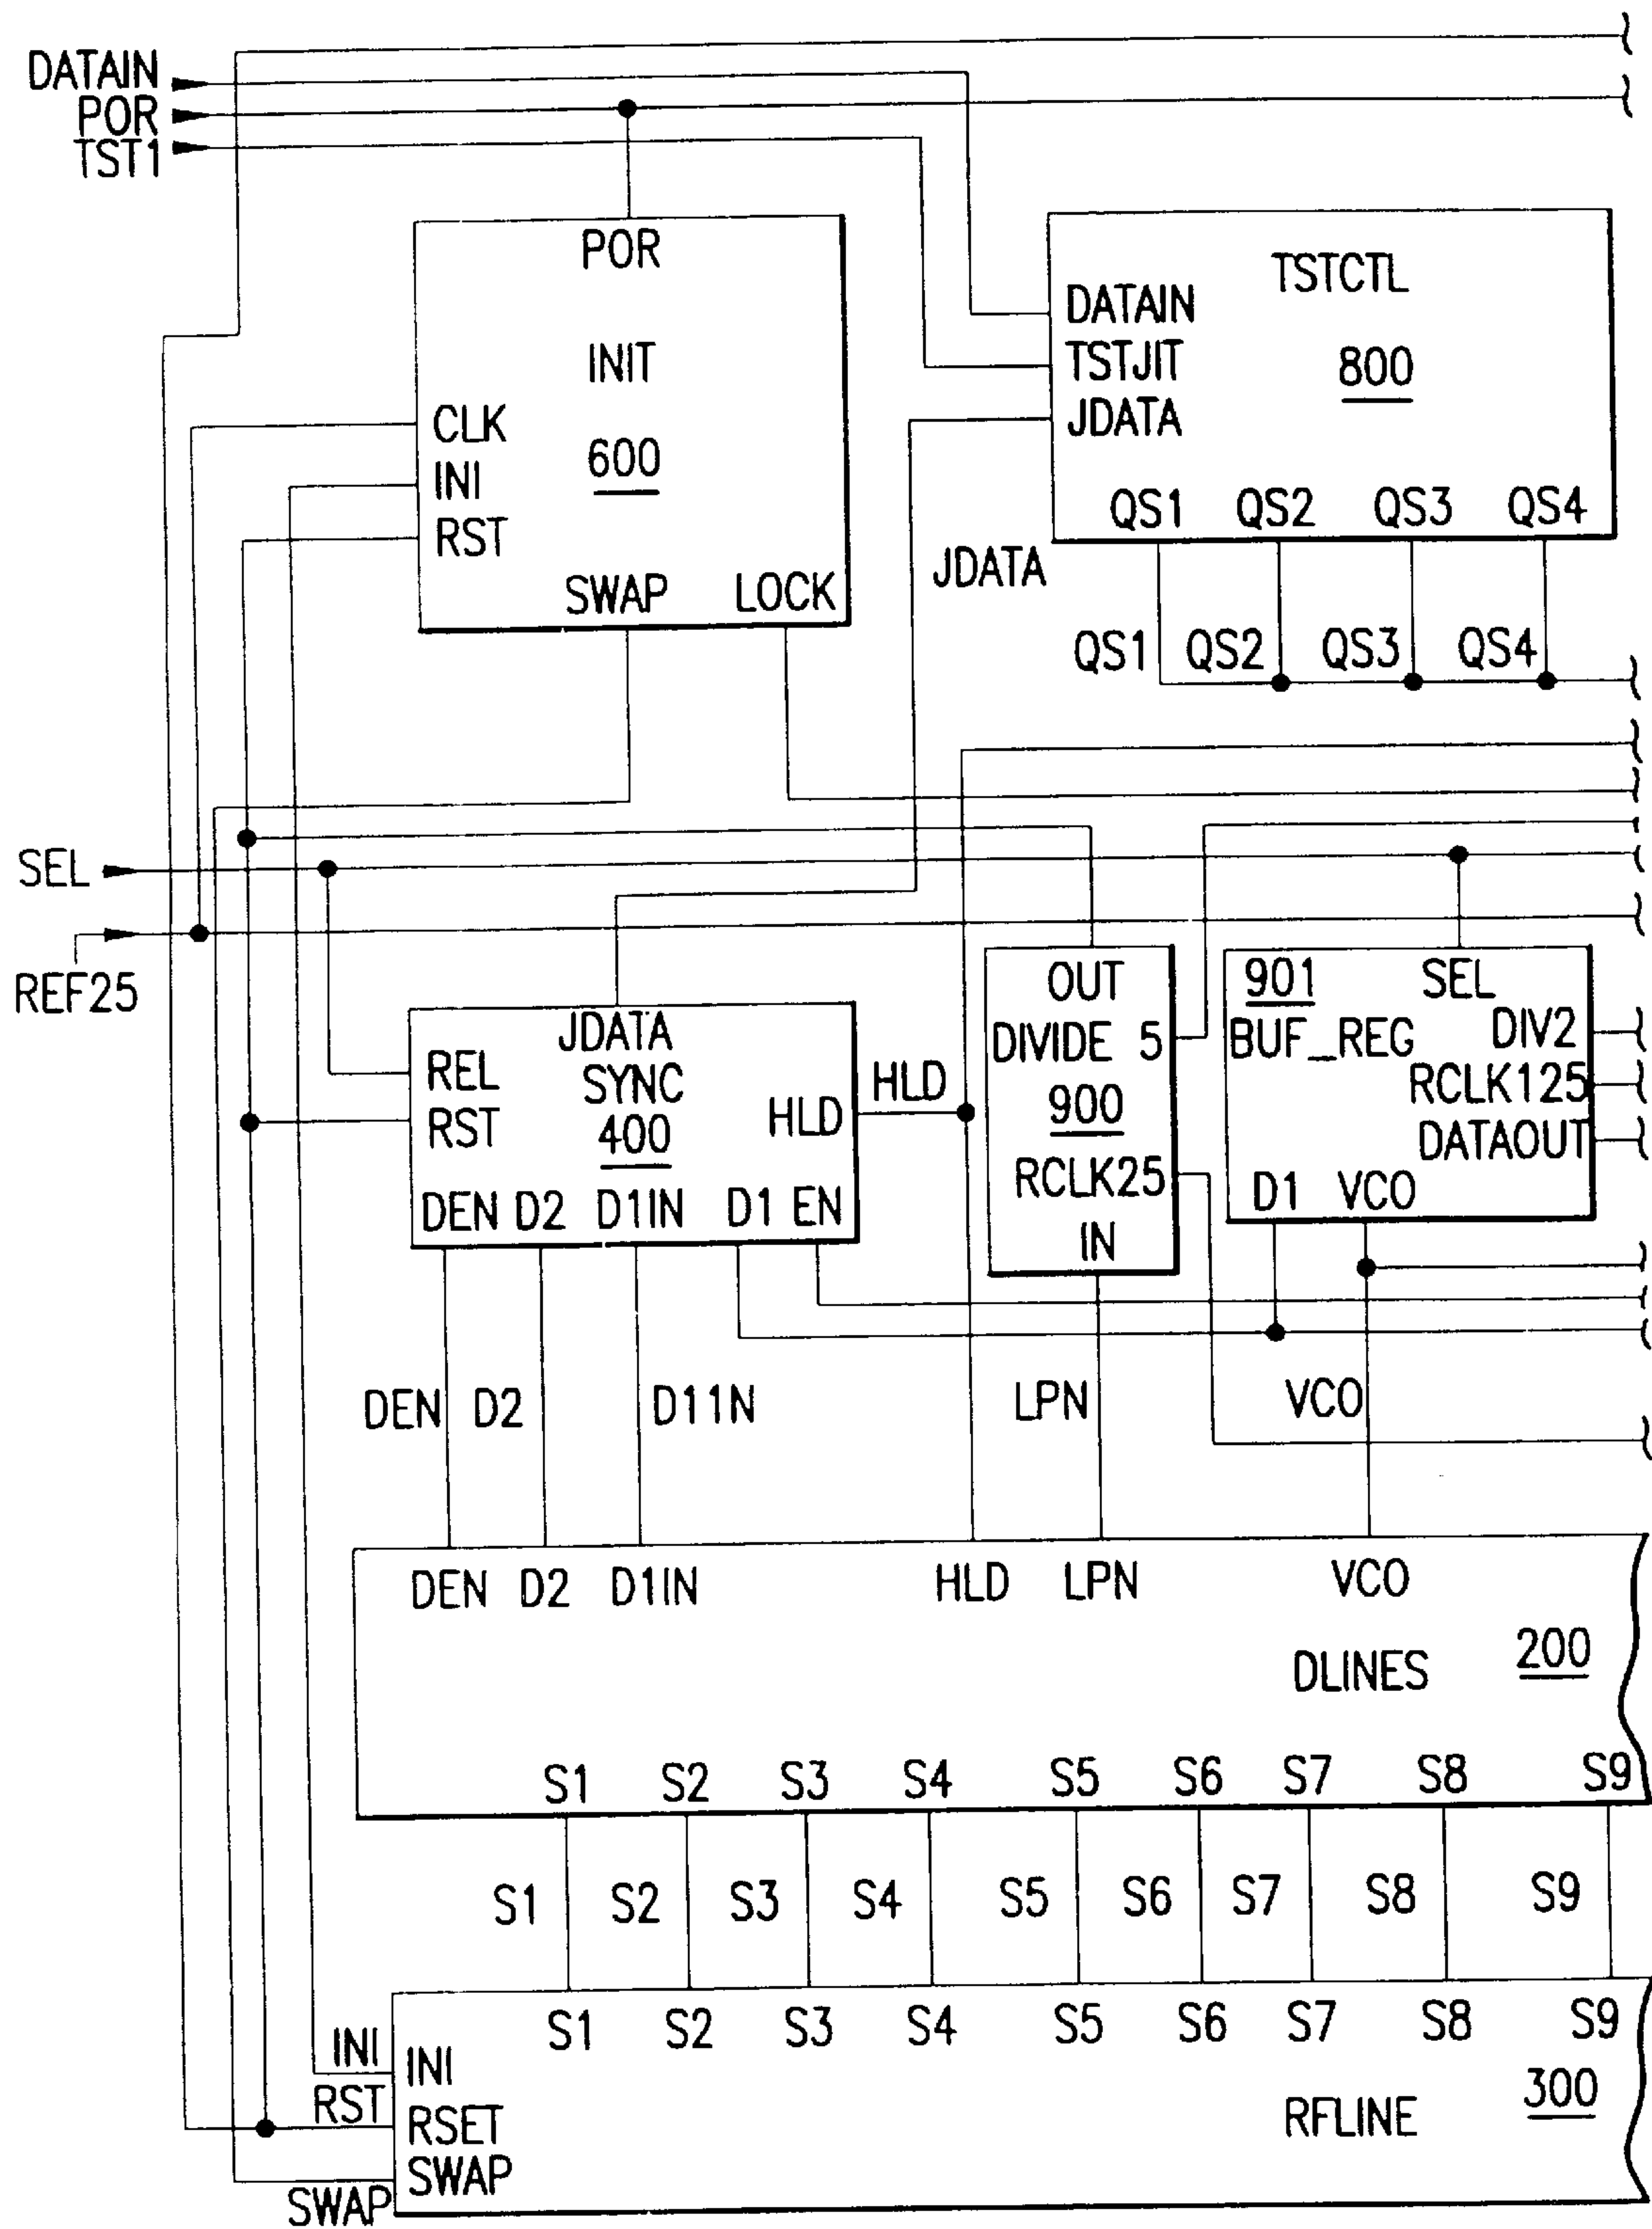 DATAIN
POR
TST1
POR
INIT
600
CLK
INI
RST
SWAP LOCK
TSTCTL
800
DATAIN
TSTJIT
JDATA
QS1 QS2 QS3 QS4
JDATA
QS1 QS2 QS3 QS4
SEL
REF25
JDATA
SYNC
400
REL
RST
HLD
DEN D2 D1IN D1 EN
HLD
OUT
DIVIDE 5
900
RCLK25
IN
901 SEL
BUF_REG DIV2
RCLK125
DATAOUT
D1 VCO
DEN D2 D11N LPN VCO
DEN D2 D1IN HLD LPN VCO
DLINES 200
S1 S2 S3 S4 S5 S6 S7 S8 S9
S1 S2 S3 S4 S5 S6 S7 S8 S9
S1 S2 S3 S4 S5 S6 S7 S8 S9
INI INI
RST RSET
SWAP SWAP
RFLINE 300